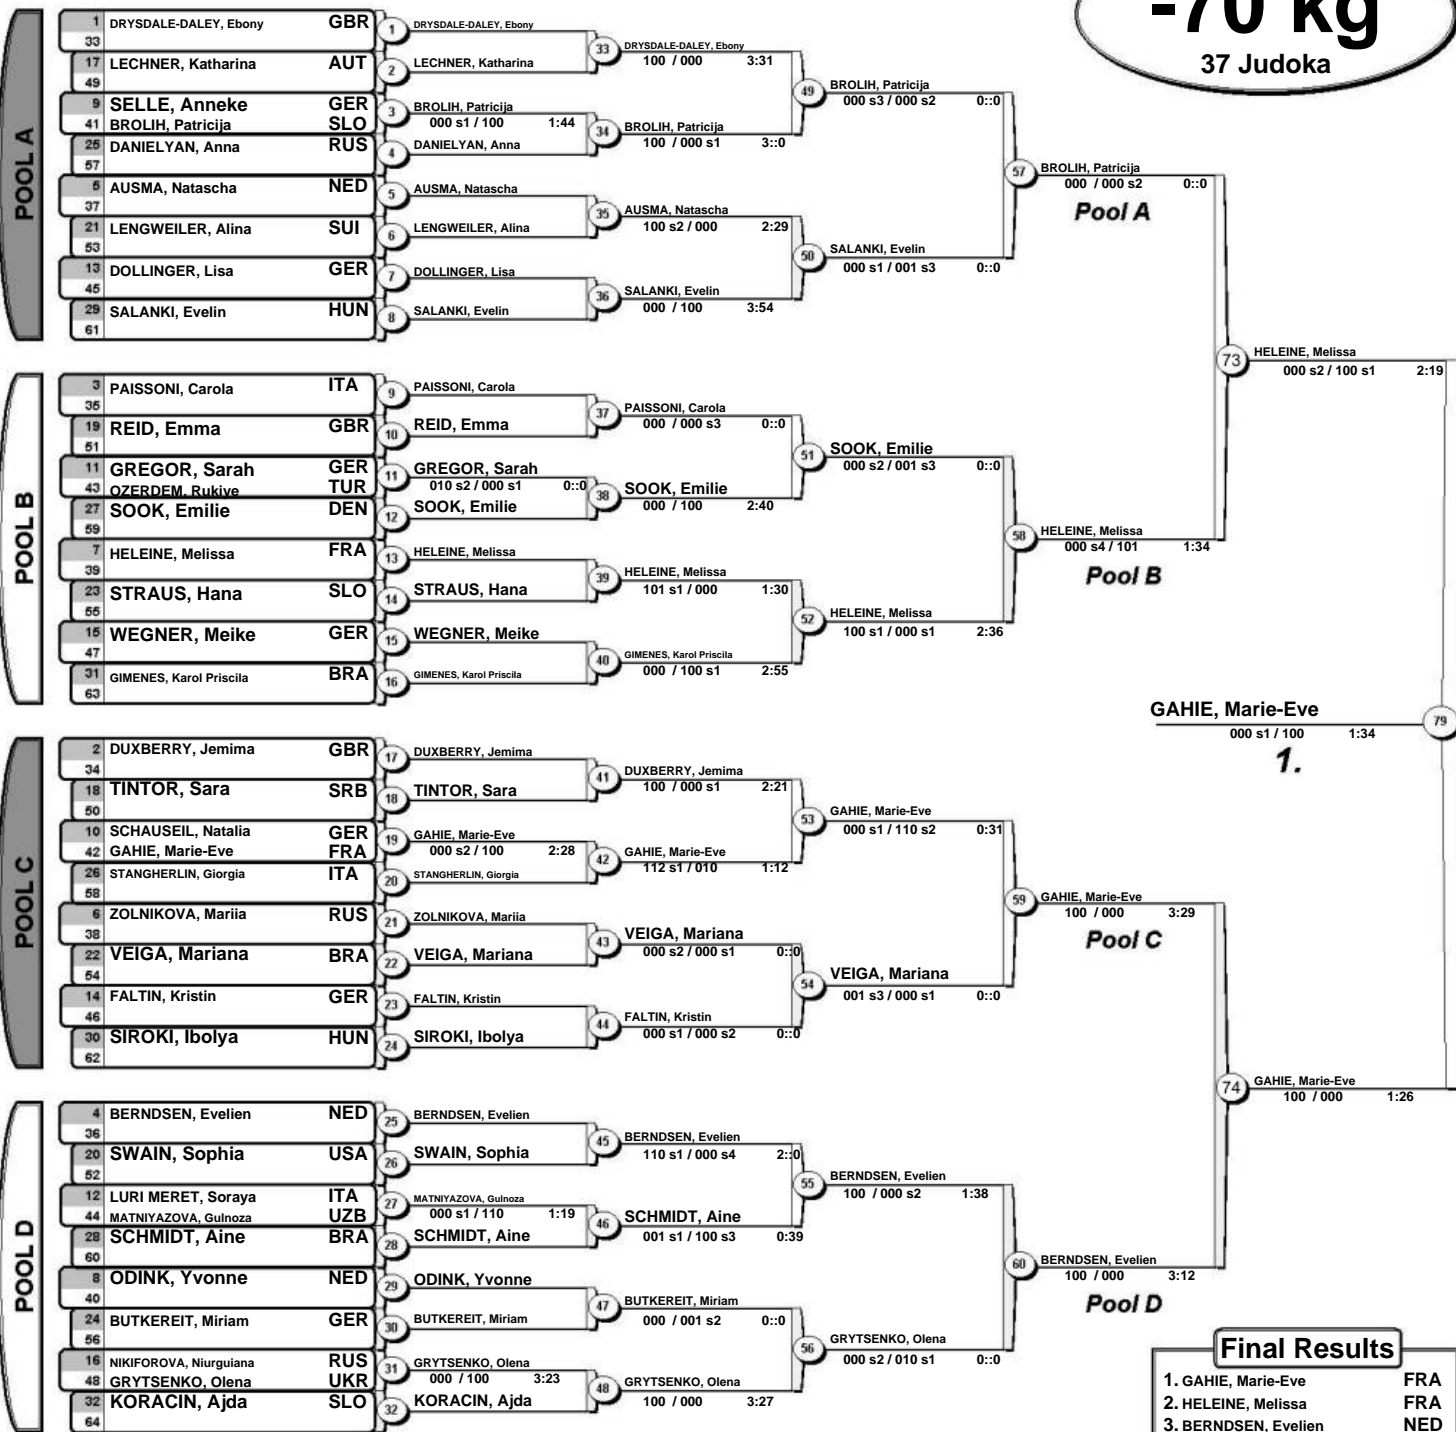 -70 kg
37 Judoka
POOL A
1 DRYSDALE-DALEY, Ebony GBR
33
17 LECHNER, Katharina AUT
49
9 SELLE, Anneke GER
41 BROLIH, Patricija SLO
25 DANIELYAN, Anna RUS
57
5 AUSMA, Natascha NED
37
21 LENGWEILER, Alina SUI
53
13 DOLLINGER, Lisa GER
45
29 SALANKI, Evelin HUN
61
1 DRYSDALE-DALEY, Ebony
2 LECHNER, Katharina
3 BROLIH, Patricija
000 s1 / 100 1:44
4 DANIELYAN, Anna
5 AUSMA, Natascha
6 LENGWEILER, Alina
7 DOLLINGER, Lisa
8 SALANKI, Evelin
33 DRYSDALE-DALEY, Ebony
100 / 000 3:31
34 BROLIH, Patricija
100 / 000 s1 3::0
35 AUSMA, Natascha
100 s2 / 000 2:29
36 SALANKI, Evelin
000 / 100 3:54
49 BROLIH, Patricija
000 s3 / 000 s2 0::0
50 SALANKI, Evelin
000 s1 / 001 s3 0::0
57 BROLIH, Patricija
000 / 000 s2 0::0
Pool A
POOL B
3 PAISSONI, Carola ITA
35
19 REID, Emma GBR
51
11 GREGOR, Sarah GER
43 OZERDEM, Rukiye TUR
27 SOOK, Emilie DEN
59
7 HELEINE, Melissa FRA
39
23 STRAUS, Hana SLO
55
15 WEGNER, Meike GER
47
31 GIMENES, Karol Priscila BRA
63
9 PAISSONI, Carola
10 REID, Emma
11 GREGOR, Sarah
010 s2 / 000 s1 0::0
12 SOOK, Emilie
13 HELEINE, Melissa
14 STRAUS, Hana
15 WEGNER, Meike
16 GIMENES, Karol Priscila
37 PAISSONI, Carola
000 / 000 s3 0::0
38 SOOK, Emilie
000 / 100 2:40
39 HELEINE, Melissa
101 s1 / 000 1:30
40 GIMENES, Karol Priscila
000 / 100 s1 2:55
51 SOOK, Emilie
000 s2 / 001 s3 0::0
52 HELEINE, Melissa
100 s1 / 000 s1 2:36
58 HELEINE, Melissa
000 s4 / 101 1:34
Pool B
73 HELEINE, Melissa
000 s2 / 100 s1 2:19
79 GAHIE, Marie-Eve
000 s1 / 100 1:34
1.
POOL C
2 DUXBERRY, Jemima GBR
34
18 TINTOR, Sara SRB
50
10 SCHAUSEIL, Natalia GER
42 GAHIE, Marie-Eve FRA
26 STANGHERLIN, Giorgia ITA
58
6 ZOLNIKOVA, Mariia RUS
38
22 VEIGA, Mariana BRA
54
14 FALTIN, Kristin GER
46
30 SIROKI, Ibolya HUN
62
17 DUXBERRY, Jemima
18 TINTOR, Sara
19 GAHIE, Marie-Eve
000 s2 / 100 2:28
20 STANGHERLIN, Giorgia
21 ZOLNIKOVA, Mariia
22 VEIGA, Mariana
23 FALTIN, Kristin
24 SIROKI, Ibolya
41 DUXBERRY, Jemima
100 / 000 s1 2:21
42 GAHIE, Marie-Eve
112 s1 / 010 1:12
43 VEIGA, Mariana
000 s2 / 000 s1 0::0
44 FALTIN, Kristin
000 s1 / 000 s2 0::0
53 GAHIE, Marie-Eve
000 s1 / 110 s2 0:31
54 VEIGA, Mariana
001 s3 / 000 s1 0::0
59 GAHIE, Marie-Eve
100 / 000 3:29
Pool C
POOL D
4 BERNDSEN, Evelien NED
36
20 SWAIN, Sophia USA
52
12 LURI MERET, Soraya ITA
44 MATNIYAZOVA, Gulnoza UZB
28 SCHMIDT, Aine BRA
60
8 ODINK, Yvonne NED
40
24 BUTKEREIT, Miriam GER
56
16 NIKIFOROVA, Niurguiana RUS
48 GRYTSENKO, Olena UKR
32 KORACIN, Ajda SLO
64
25 BERNDSEN, Evelien
26 SWAIN, Sophia
27 MATNIYAZOVA, Gulnoza
000 s1 / 110 1:19
28 SCHMIDT, Aine
29 ODINK, Yvonne
30 BUTKEREIT, Miriam
31 GRYTSENKO, Olena
000 / 100 3:23
32 KORACIN, Ajda
45 BERNDSEN, Evelien
110 s1 / 000 s4 2::0
46 SCHMIDT, Aine
001 s1 / 100 s3 0:39
47 BUTKEREIT, Miriam
000 / 001 s2 0::0
48 GRYTSENKO, Olena
100 / 000 3:27
55 BERNDSEN, Evelien
100 / 000 s2 1:38
56 GRYTSENKO, Olena
000 s2 / 010 s1 0::0
60 BERNDSEN, Evelien
100 / 000 3:12
Pool D
74 GAHIE, Marie-Eve
100 / 000 1:26
Final Results
1. GAHIE, Marie-Eve FRA
2. HELEINE, Melissa FRA
3. BERNDSEN, Evelien NED